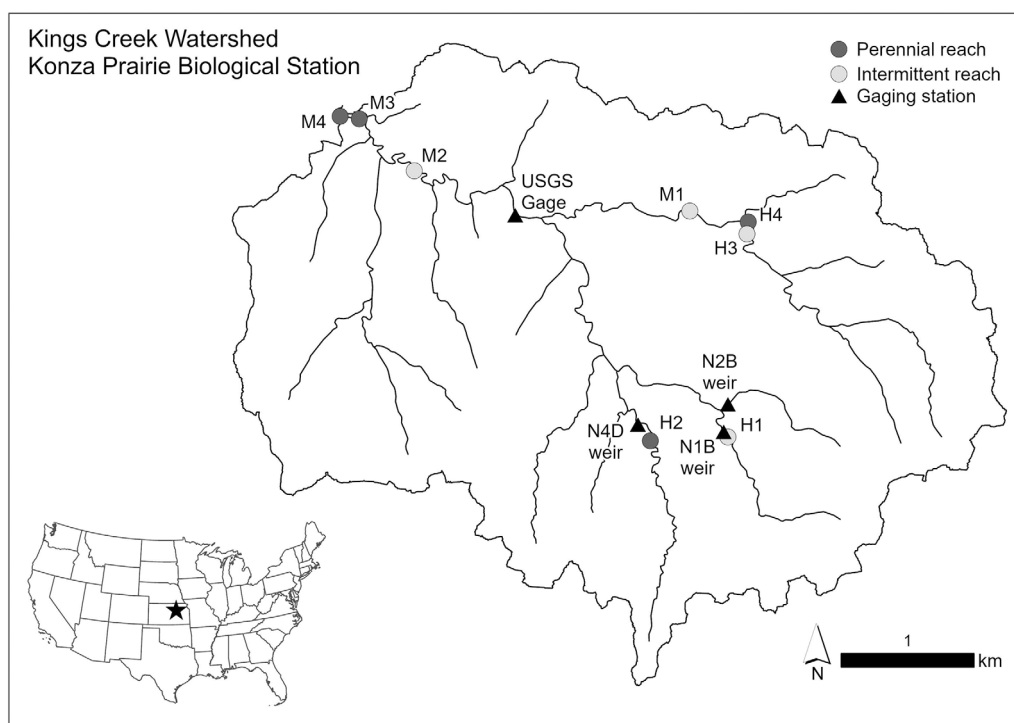 Kings Creek Watershed
Konza Prairie Biological Station
Perennial reach
Intermittent reach
Gaging station
M3
M4
M2
USGS
Gage
M1
H4
H3
N2B
weir
N4D
weir
H2
N1B
weir
H1
N
1
km